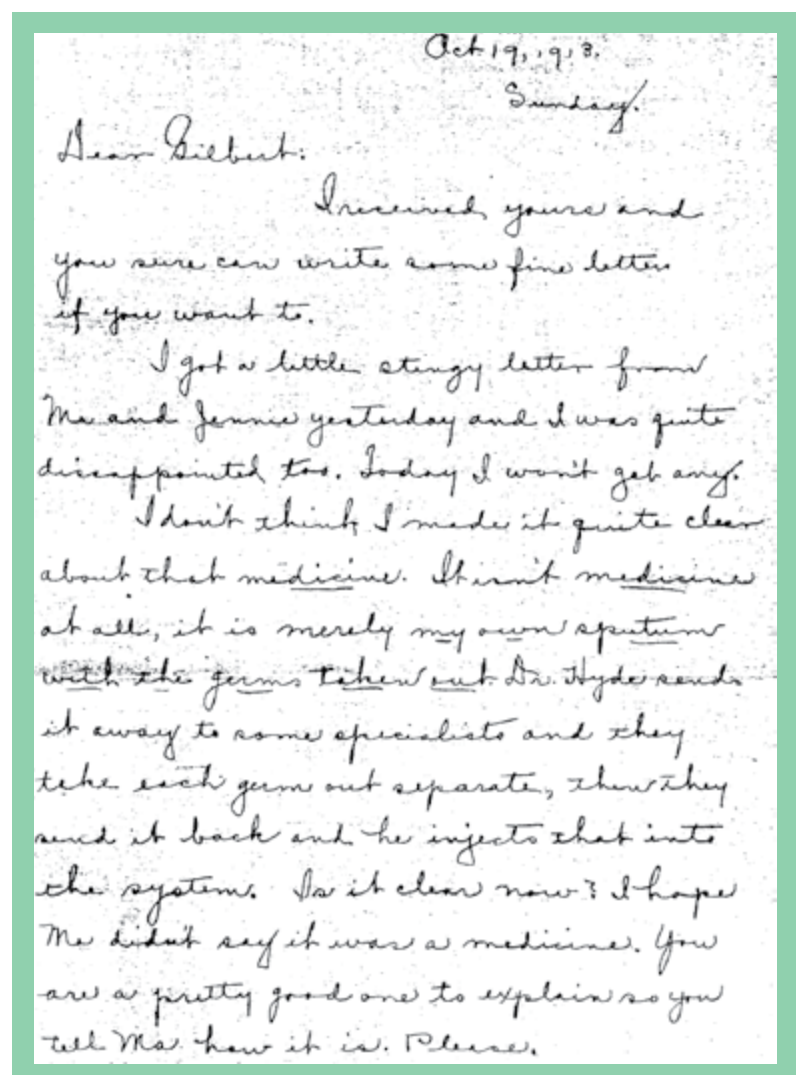 Oct 19, 1913.
Sunday.
Dear Gilbert:
I received yours and
you sure can write some fine letters
if you want to.
I got a little stingy letter from
Ma and Jennie yesterday and I was quite
disappointed too. Today I won't get any.
I don't think I made it quite clear
about that medicine. It isn't medicine
at all, it is merely my own sputum
with the germs taken out. Dr. Hyde sends
it away to some specialists and they
take each germ out separate, then they
send it back and he injects that into
the system. Is it clear now? I hope
Ma didn't say it was a medicine. You
are a pretty good one to explain so you
tell Ma how it is. Please.